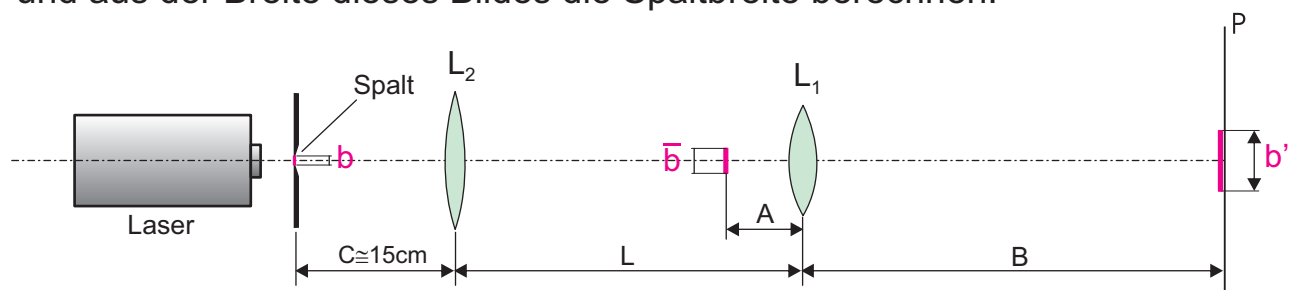 und aus der Breite dieses Bildes die Spaltbreite berechnen.
P
L₂
L₁
Spalt
b
b̅
b’
Laser
A
C≅15cm
L
B